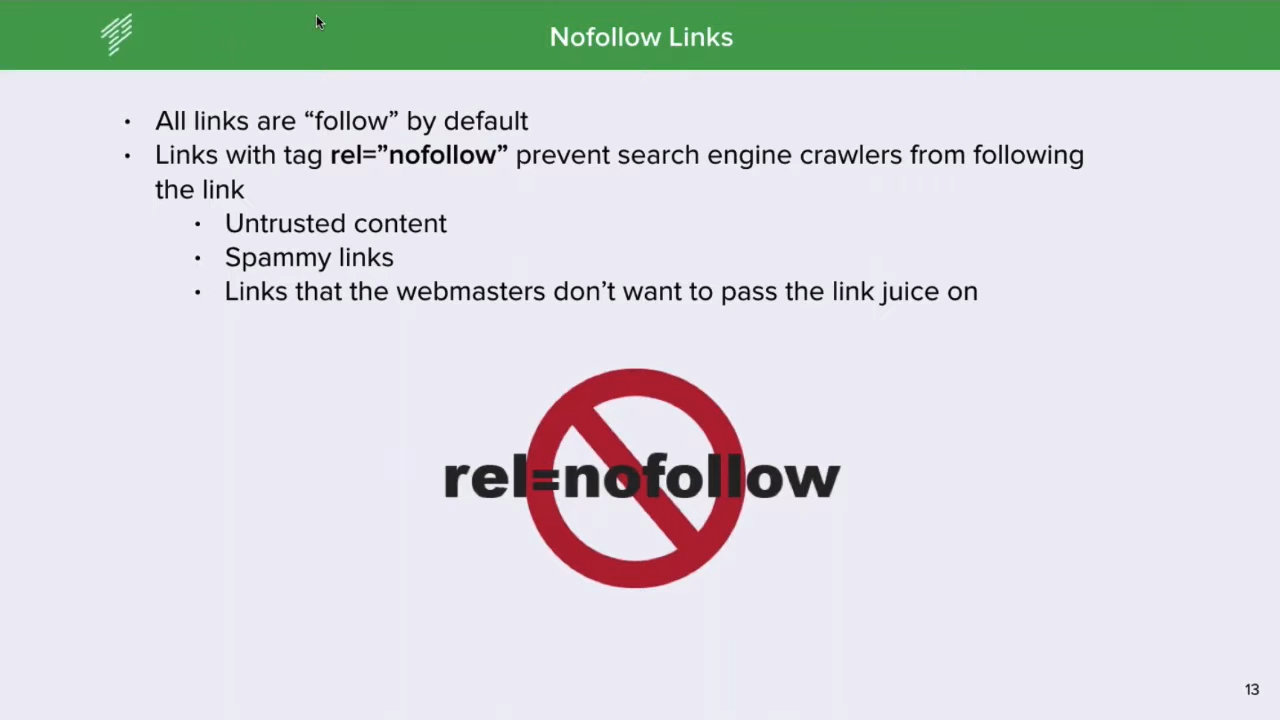 Nofollow Links
• All links are “follow” by default
• Links with tag rel=”nofollow” prevent search engine crawlers from following
the link
• Untrusted content
• Spammy links
• Links that the webmasters don’t want to pass the link juice on
rel=nofollow
13